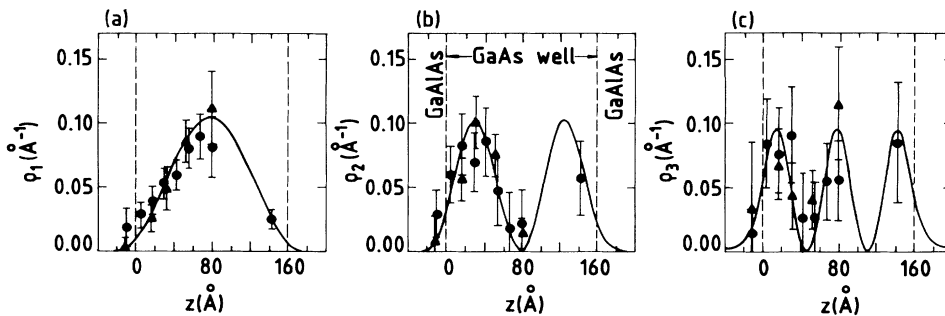 (a)
(b)
(c)
0.15
0.10
0.05
0.00
ρ₁(Å⁻¹)
0 80 160
z(Å)
0.15
0.10
0.05
0.00
ρ₂(Å⁻¹)
GaAlAs
GaAs well
GaAlAs
0 80 160
z(Å)
0.15
0.10
0.05
0.00
ρ₃(Å⁻¹)
0 80 160
z(Å)